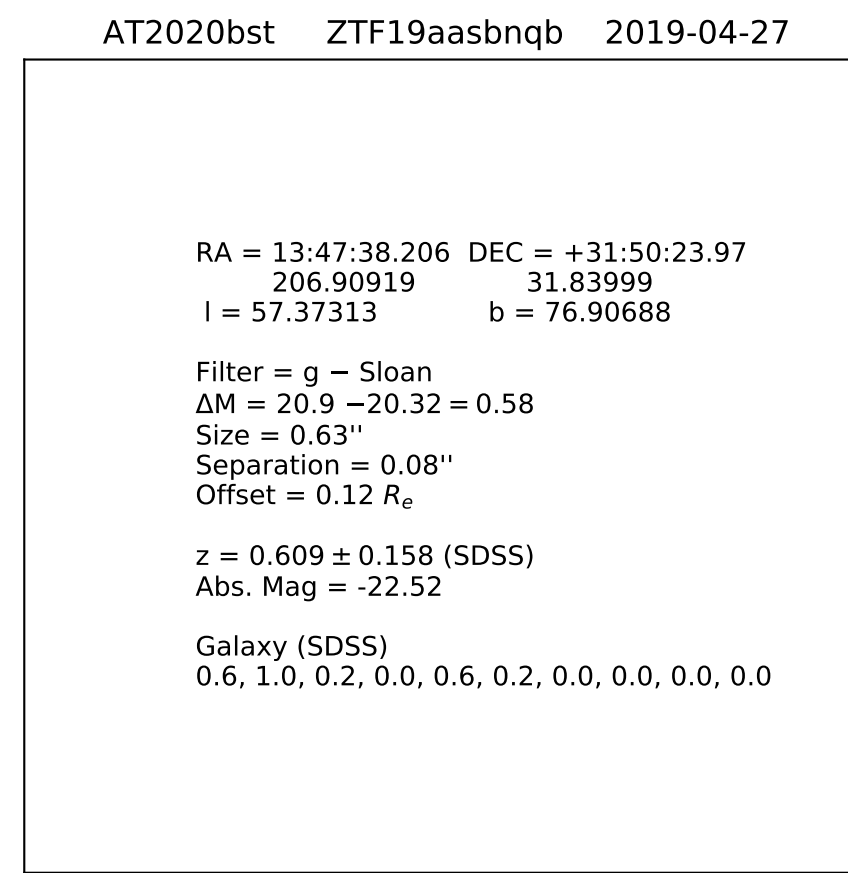 AT2020bst ZTF19aasbnqb 2019-04-27
RA = 13:47:38.206 DEC = +31:50:23.97
206.90919 31.83999
l = 57.37313 b = 76.90688
Filter = g − Sloan
ΔM = 20.9 −20.32 = 0.58
Size = 0.63''
Separation = 0.08''
Offset = 0.12 Rₑ
z = 0.609 ± 0.158 (SDSS)
Abs. Mag = -22.52
Galaxy (SDSS)
0.6, 1.0, 0.2, 0.0, 0.6, 0.2, 0.0, 0.0, 0.0, 0.0